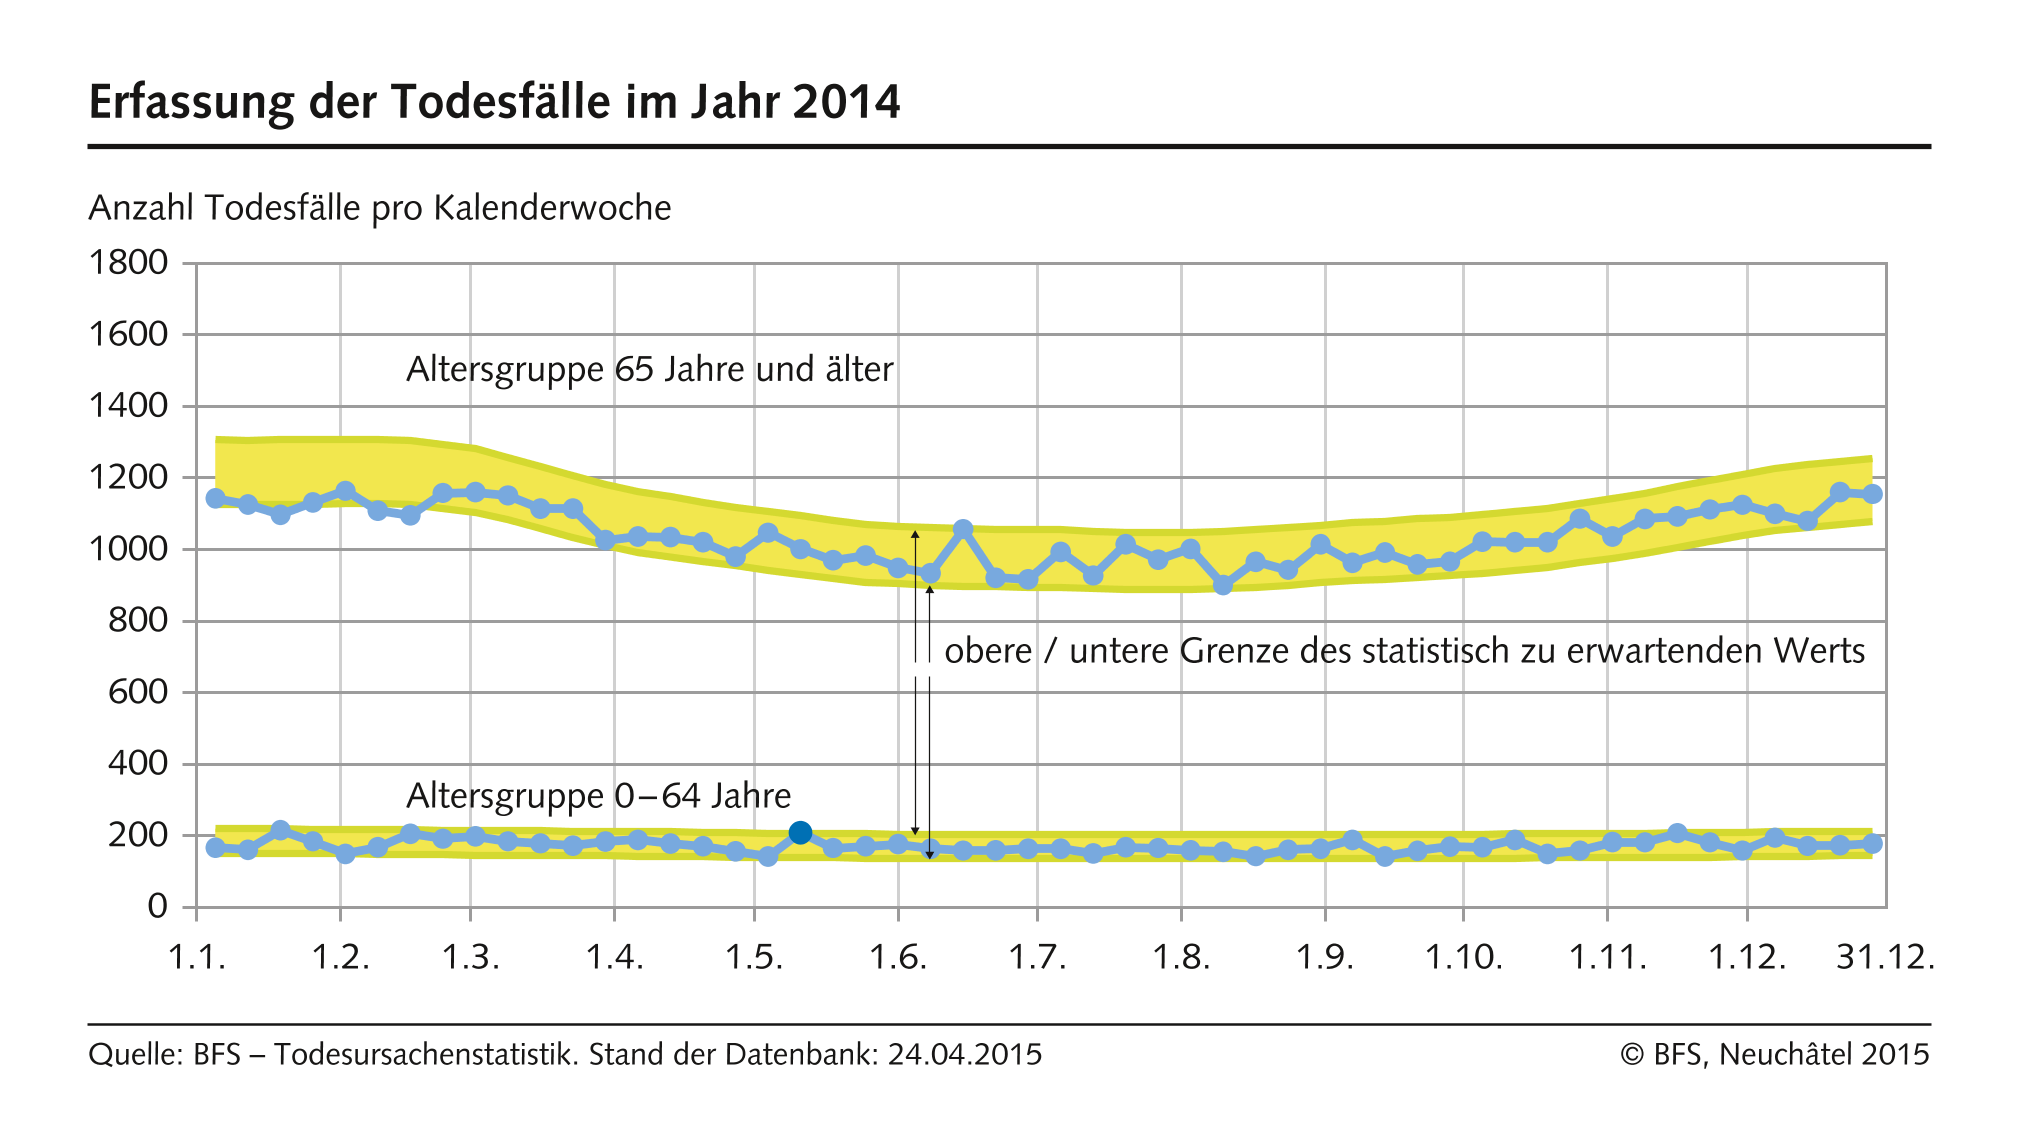 Erfassung der Todesfälle im Jahr 2014
Anzahl Todesfälle pro Kalenderwoche
1800
1600
Altersgruppe 65 Jahre und älter
1400
1200
1000
800
obere / untere Grenze des statistisch zu erwartenden Werts
600
400
Altersgruppe 0–64 Jahre
200
0
1.1. 1.2. 1.3. 1.4. 1.5. 1.6. 1.7. 1.8. 1.9. 1.10. 1.11. 1.12. 31.12.
Quelle: BFS – Todesursachenstatistik. Stand der Datenbank: 24.04.2015
© BFS, Neuchâtel 2015